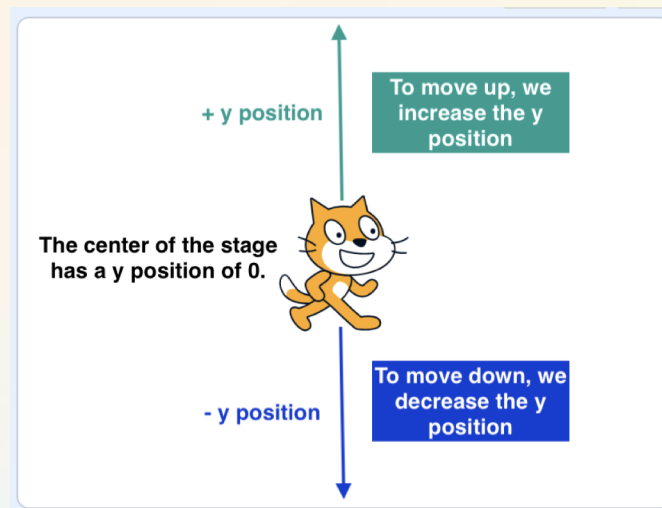 To move up, we
increase the y
position
+ y position
The center of the stage
has a y position of 0.
To move down, we
decrease the y
position
- y position